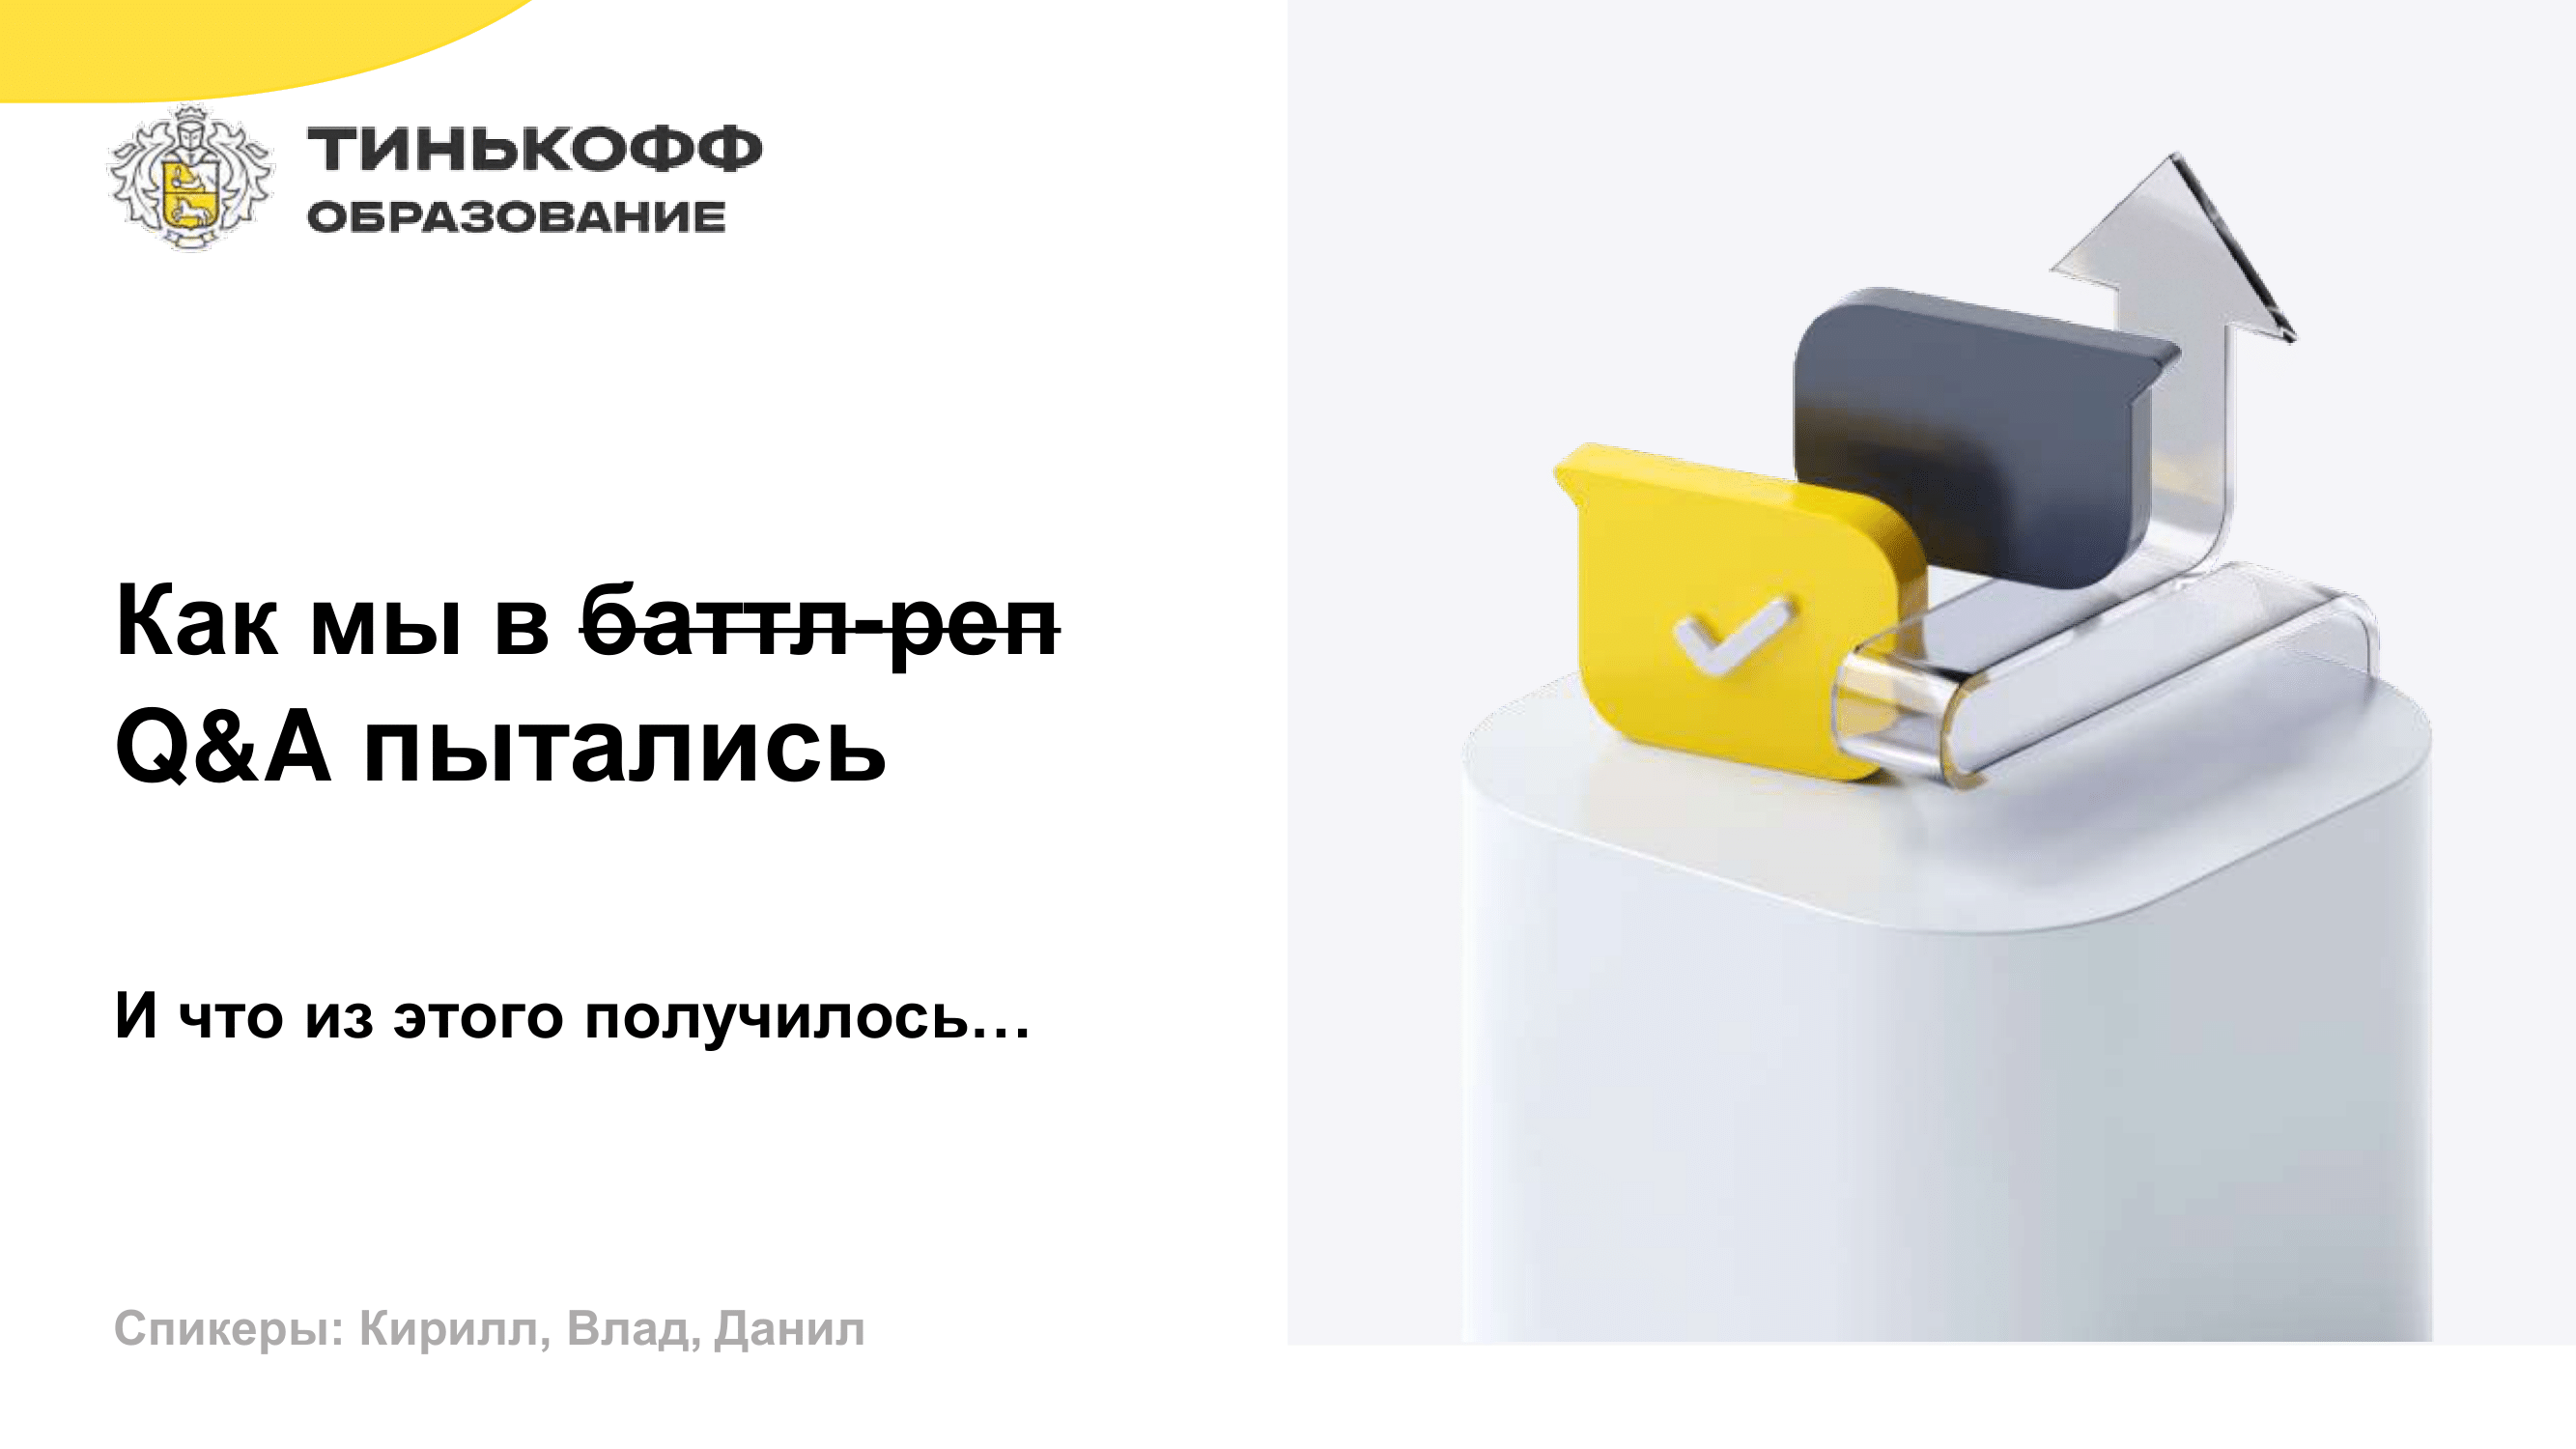 ТИНЬКОФФ
ОБРАЗОВАНИЕ
Как мы в баттл-реп
Q&A пытались
И что из этого получилось...
Спикеры: Кирилл, Влад, Данил